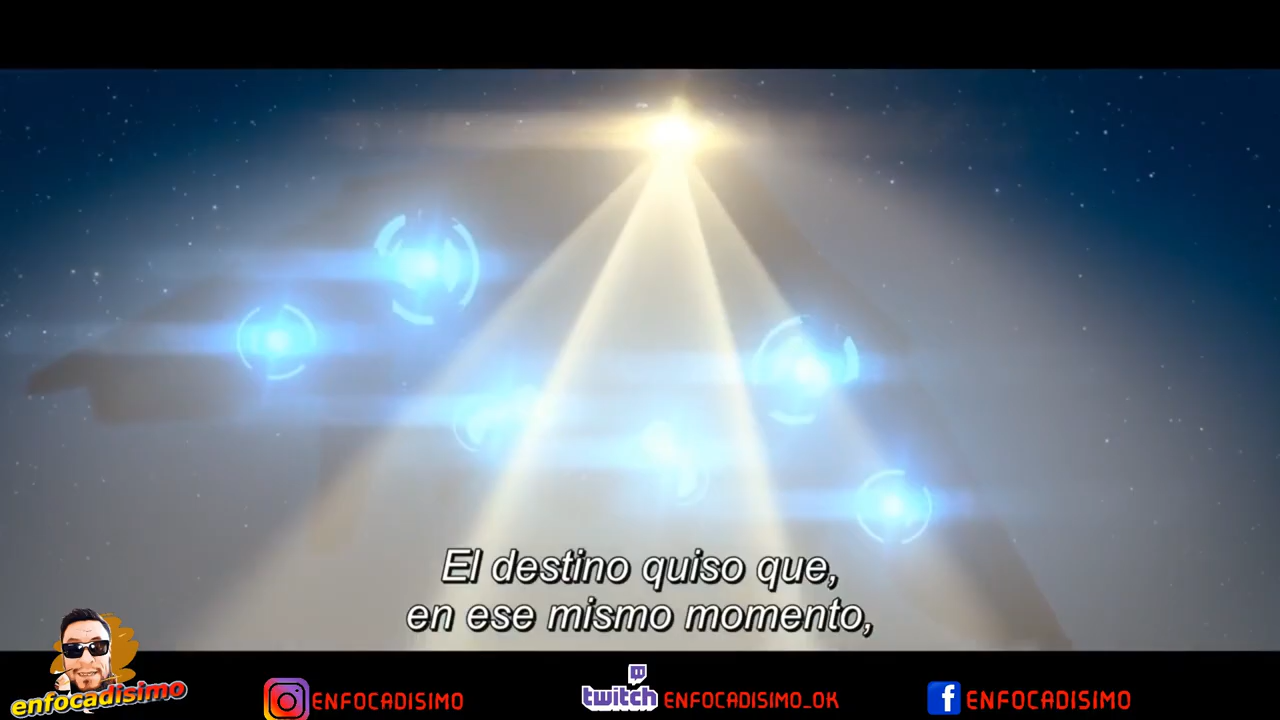 El destino quiso que,
en ese mismo momento,
enfocadisimo
ENFOCADISIMO
twitch ENFOCADISIMO_OK
f ENFOCADISIMO